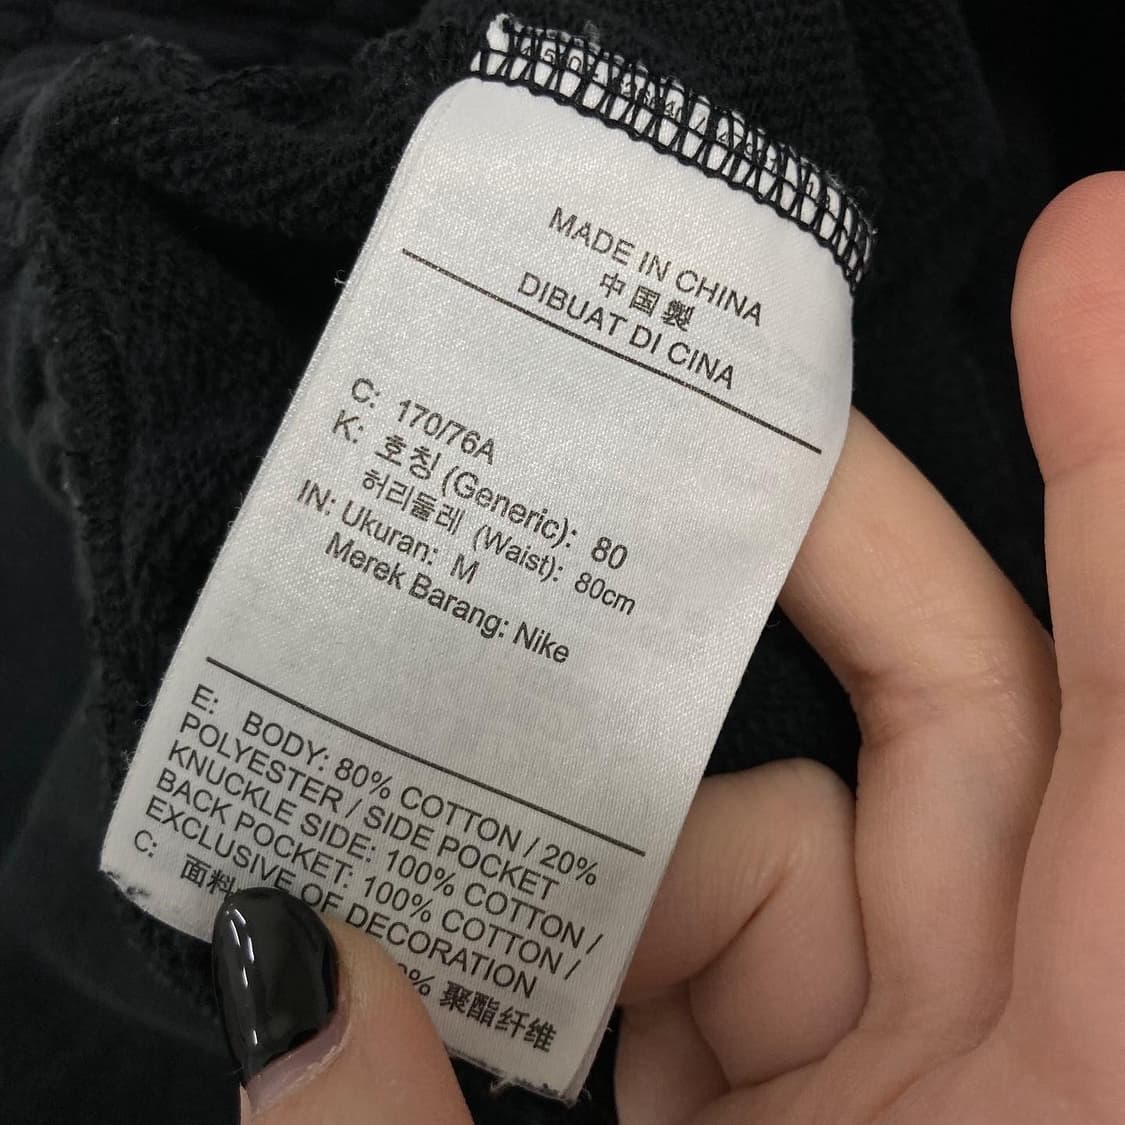 MADE IN CHINA
中国製
DIBUAT DI CINA
C: 170/76A
K: 호칭 (Generic): 80
허리둘레 (Waist): 80cm
IN: Ukuran: M
Merek Barang: Nike
E: BODY: 80% COTTON / 20%
POLYESTER / SIDE POCKET
KNUCKLE SIDE: 100% COTTON /
BACK POCKET: 100% COTTON /
EXCLUSIVE OF DECORATION
C: 面料 % 聚酯纤维